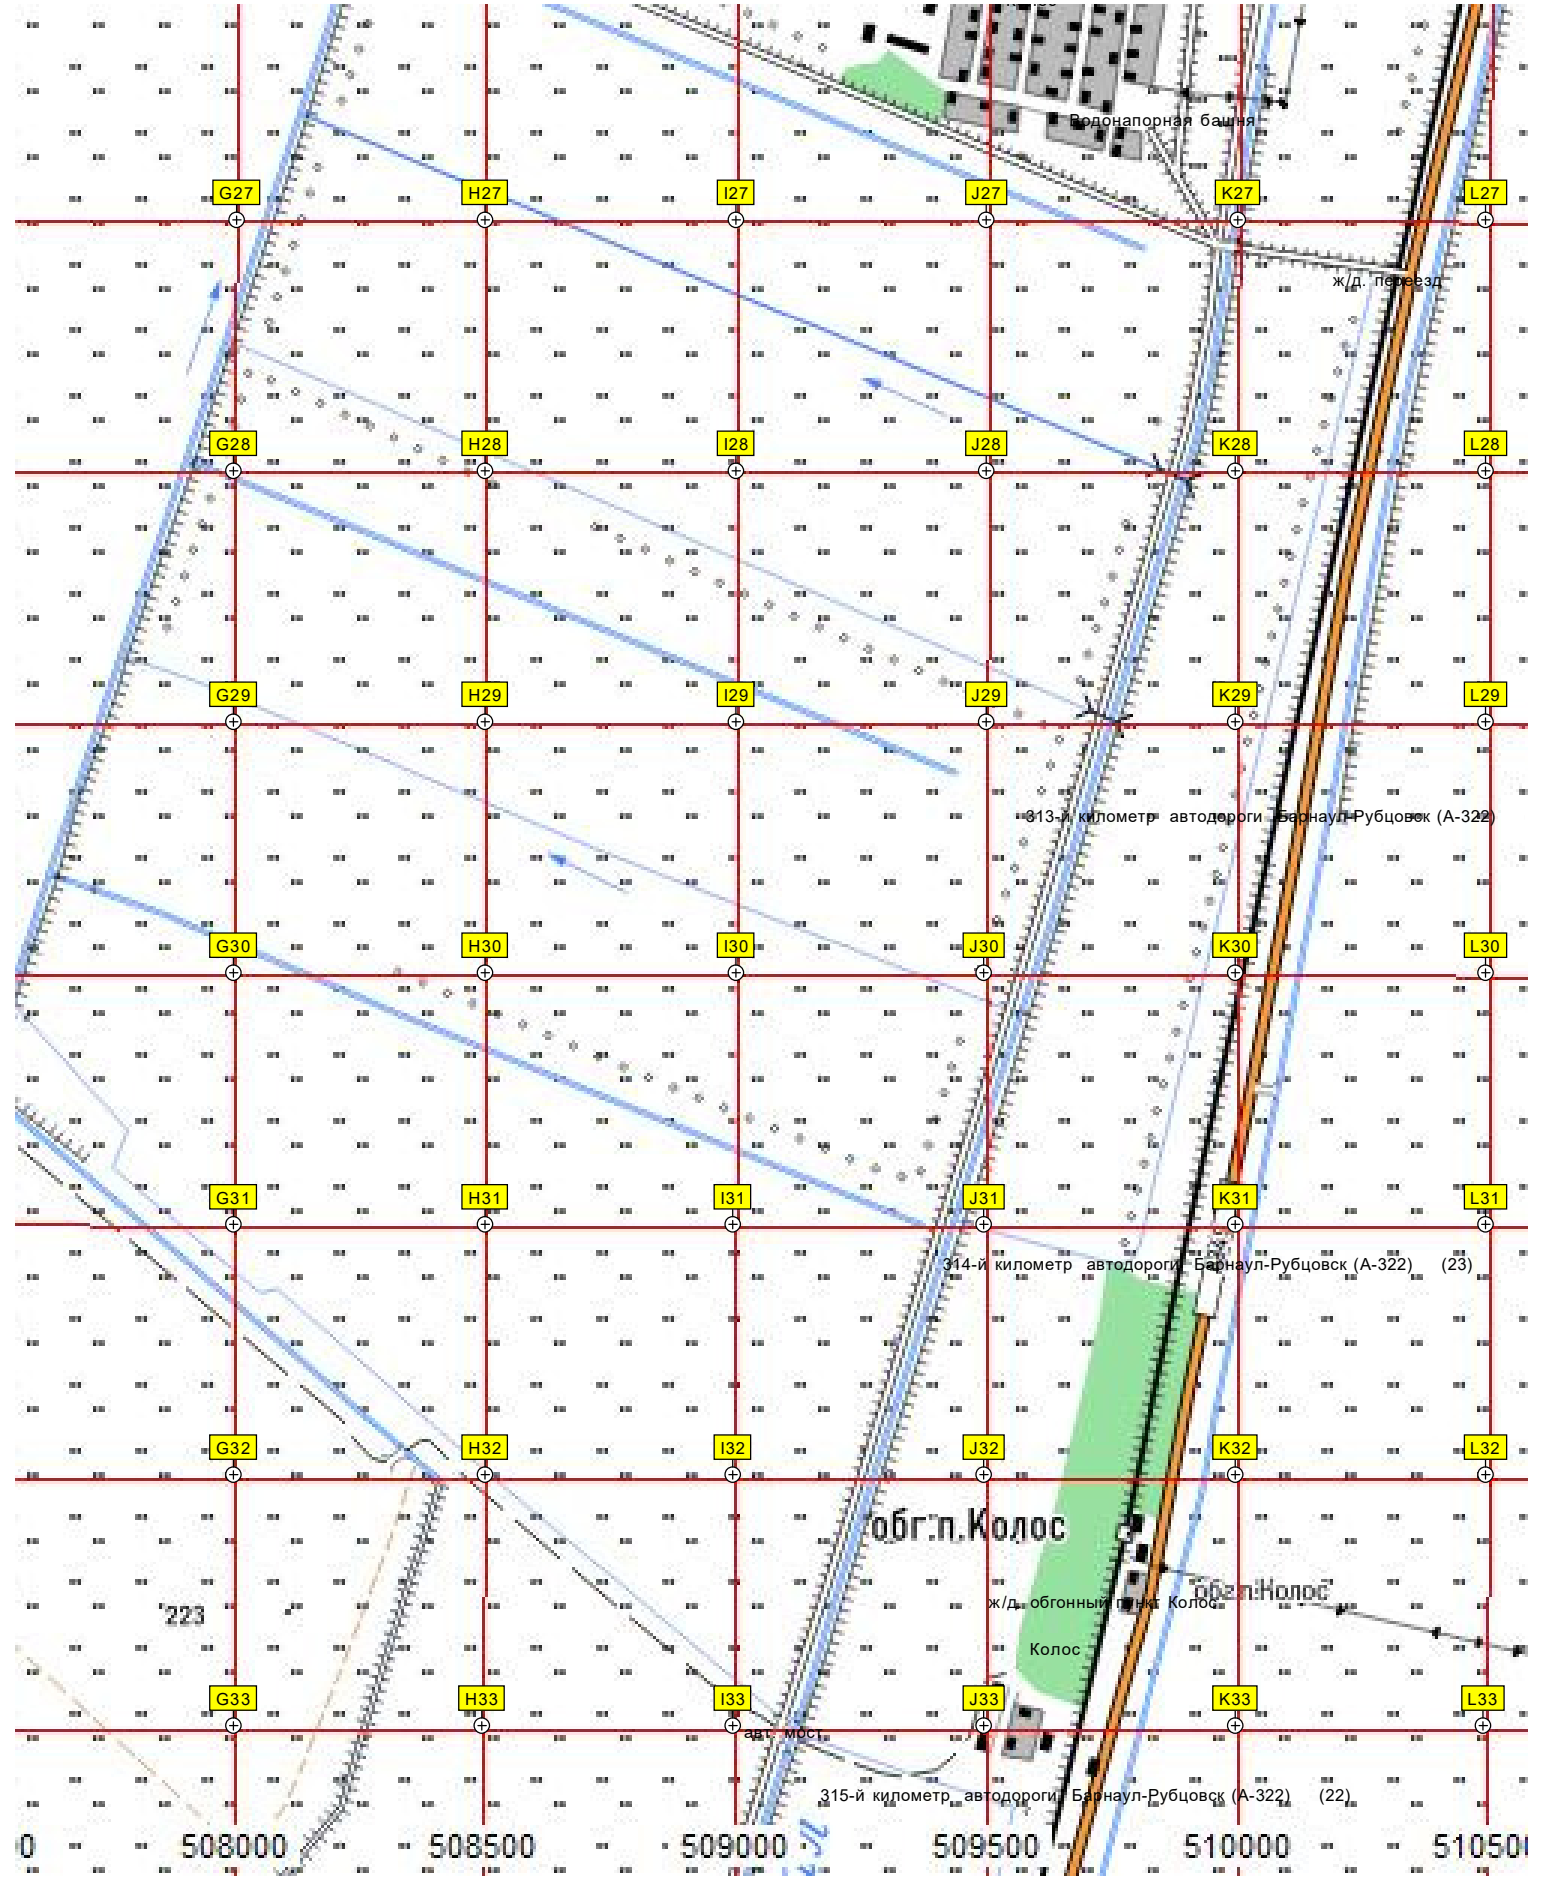 Водонапорная башня
G27 H27 I27 J27 K27 L27
ж/д. переезд
G28 H28 I28 J28 K28 L28
G29 H29 I29 J29 K29 L29
313-й километр автодороги Барнаул-Рубцовск (А-322)
G30 H30 I30 J30 K30 L30
G31 H31 I31 J31 K31 L31
314-й километр автодороги Барнаул-Рубцовск (А-322) (23)
G32 H32 I32 J32 K32 L32
обг.п.Колос
обг.п.Колос
ж/д. обгонный пункт Колос
223
Колос
G33 H33 I33 J33 K33 L33
авт. мост
315-й километр автодороги Барнаул-Рубцовск (А-322) (22)
0 508000 508500 509000 509500 510000 51050